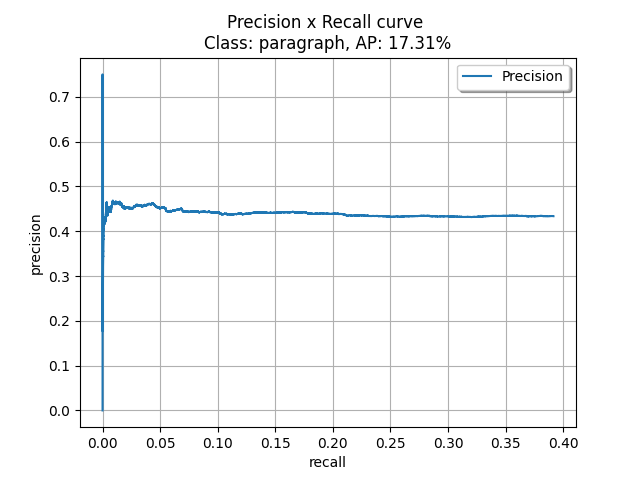 Precision x Recall curve
Class: paragraph, AP: 17.31%
Precision
0.7
0.6
0.5
0.4
0.3
0.2
0.1
0.0
precision
0.00 0.05 0.10 0.15 0.20 0.25 0.30 0.35 0.40
recall